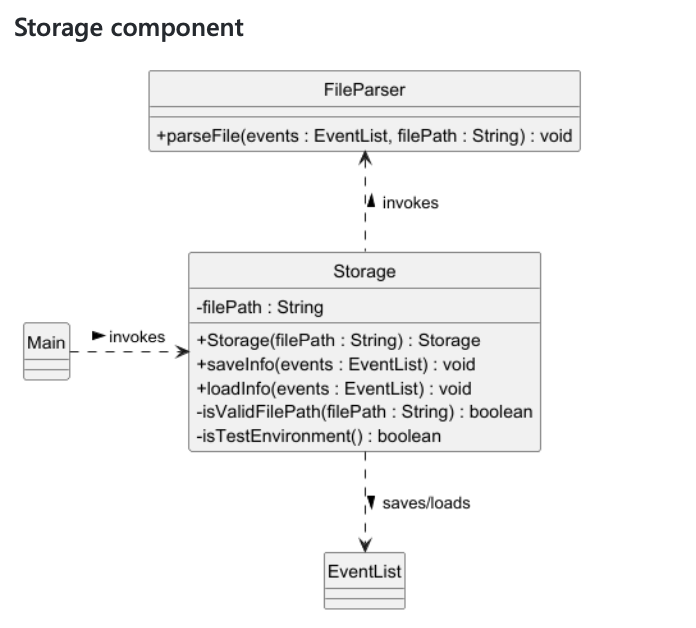 Storage component
FileParser
+parseFile(events : EventList, filePath : String) : void
invokes
Storage
-filePath : String
Main
invokes
+Storage(filePath : String) : Storage
+saveInfo(events : EventList) : void
+loadInfo(events : EventList) : void
-isValidFilePath(filePath : String) : boolean
-isTestEnvironment() : boolean
saves/loads
EventList